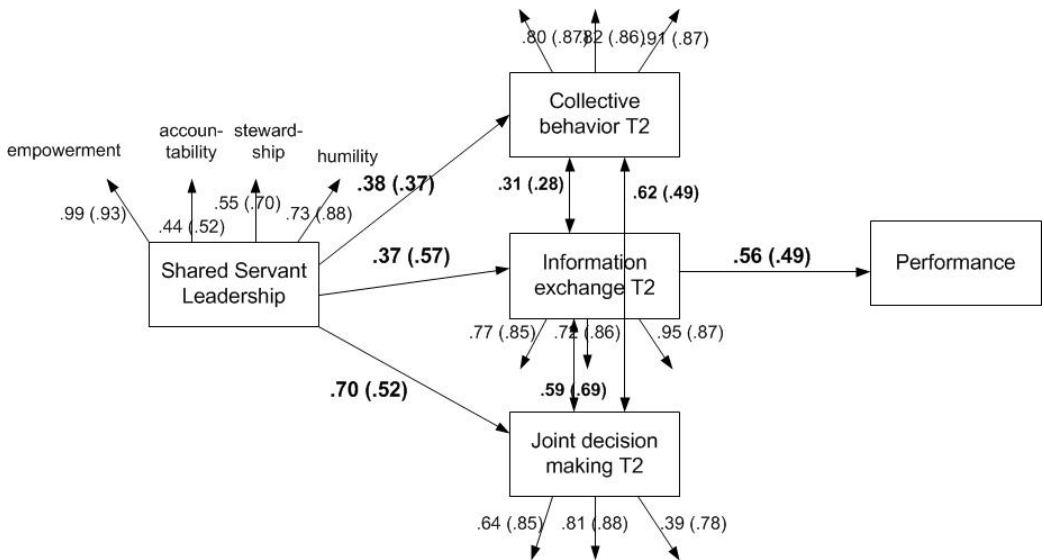 .80 (.87)
.82 (.86)
.91 (.87)
Collective
behavior T2
empowerment
accoun-
tability
steward-
ship
humility
.38 (.37)
.31 (.28)
.62 (.49)
.99 (.93)
.44 (.52)
.55 (.70)
.73 (.88)
Shared Servant
Leadership
.37 (.57)
Information
exchange T2
.56 (.49)
Performance
.77 (.85)
.72 (.86)
.95 (.87)
.70 (.52)
.59 (.69)
Joint decision
making T2
.64 (.85)
.81 (.88)
.39 (.78)